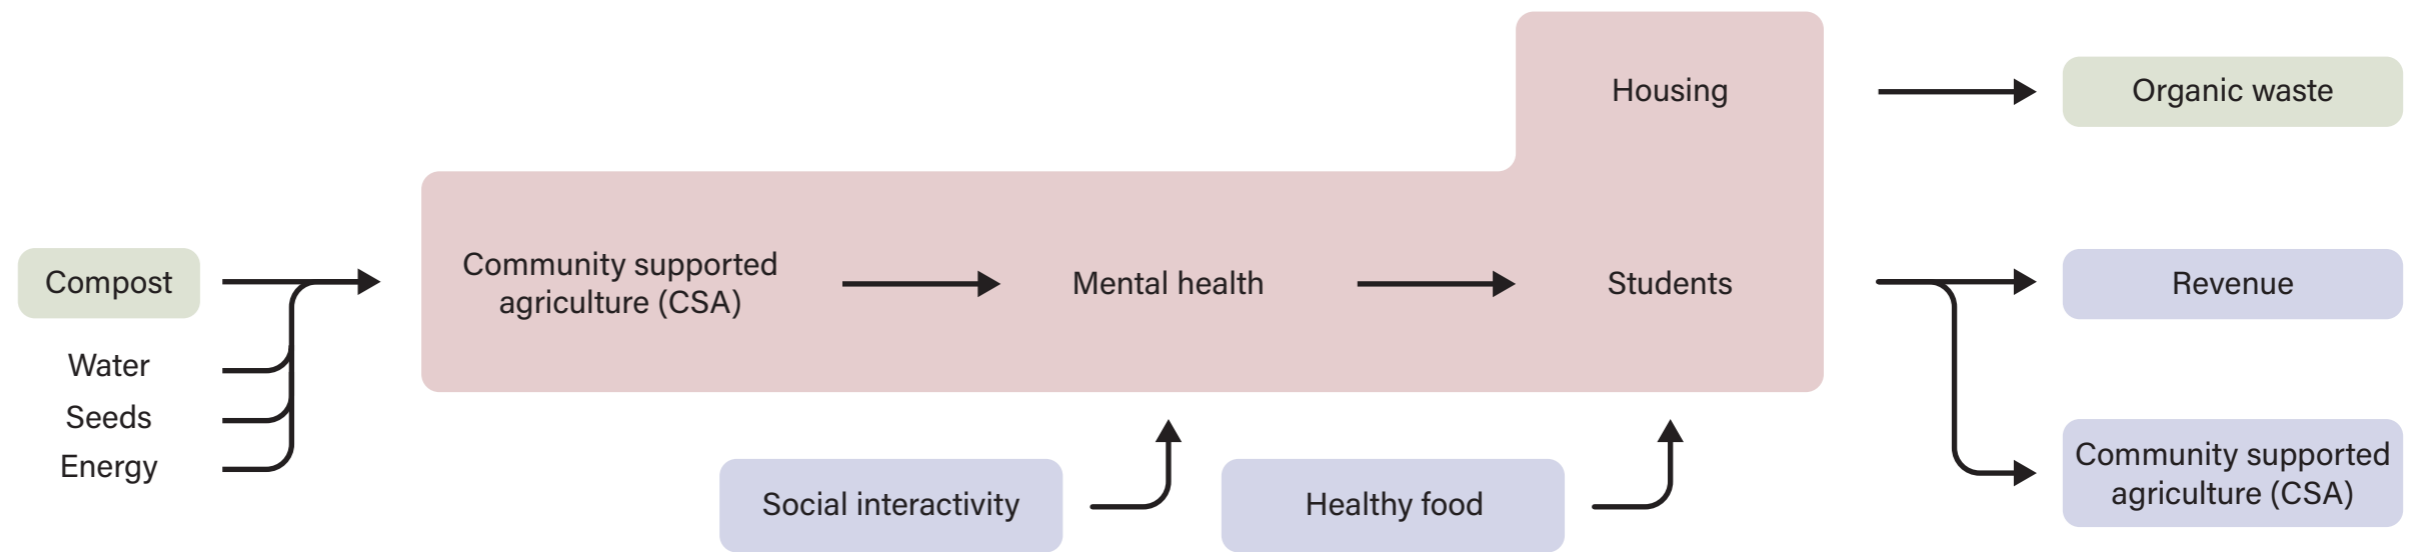 Housing
Organic waste
Compost
Water
Seeds
Energy
Community supported
agriculture (CSA)
Mental health
Students
Revenue
Social interactivity
Healthy food
Community supported
agriculture (CSA)